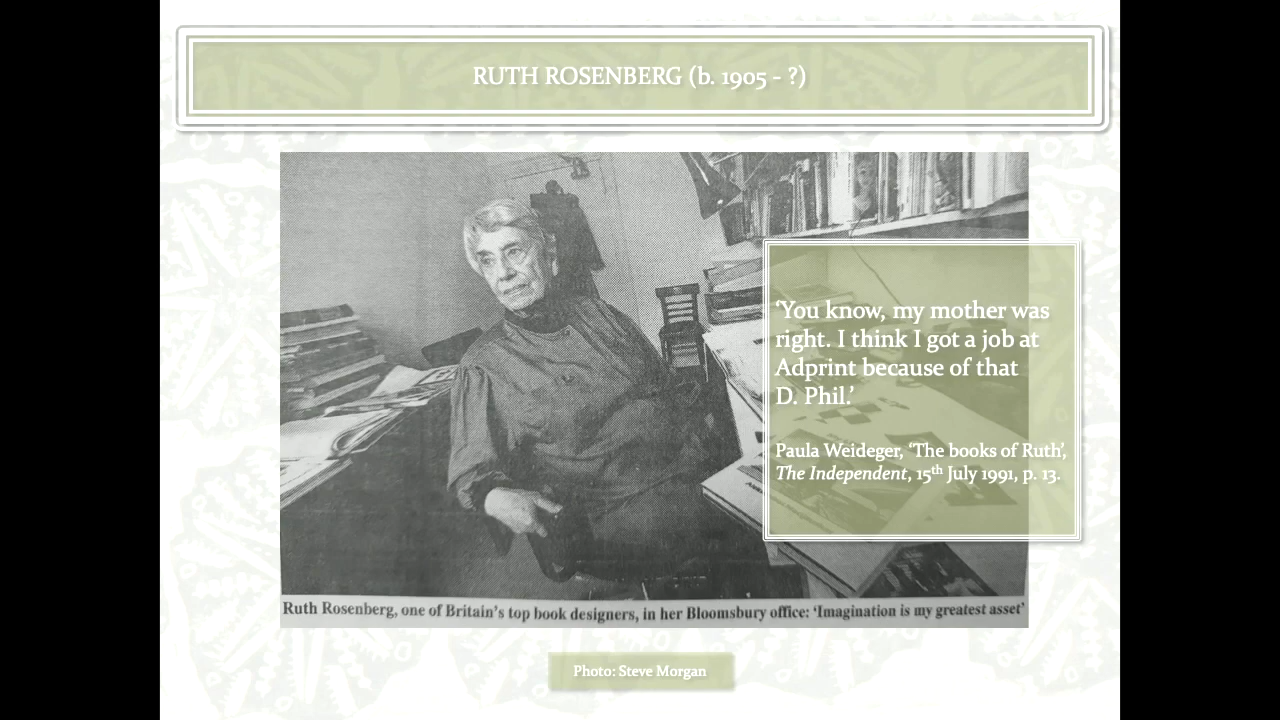 RUTH ROSENBERG (b. 1905 - ?)
‘You know, my mother was
right. I think I got a job at
Adprint because of that
D. Phil.’
Paula Weideger, ‘The books of Ruth’,
The Independent, 15th July 1991, p. 13.
Ruth Rosenberg, one of Britain’s top book designers, in her Bloomsbury office: ‘Imagination is my greatest asset’
Photo: Steve Morgan